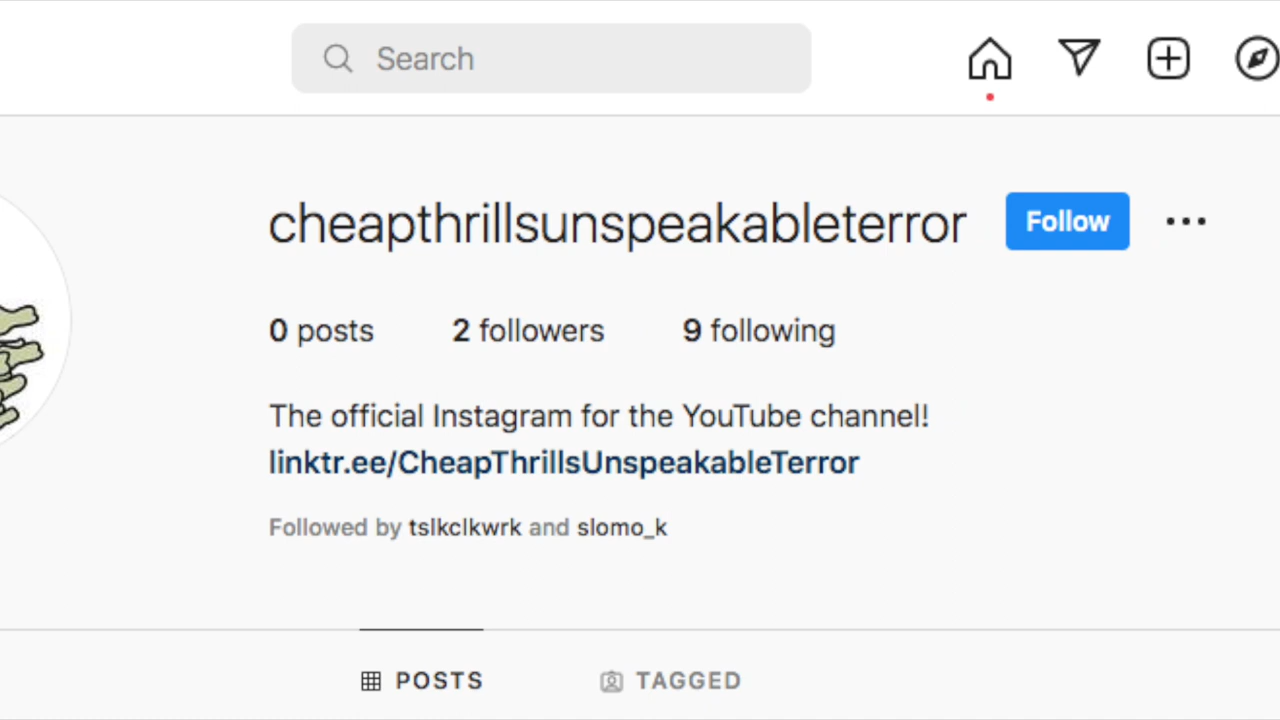 Search
cheapthrillsunspeakableterror Follow
0 posts 2 followers 9 following
The official Instagram for the YouTube channel!
linktr.ee/CheapThrillsUnspeakableTerror
Followed by tslkclkwrk and slomo_k
POSTS TAGGED